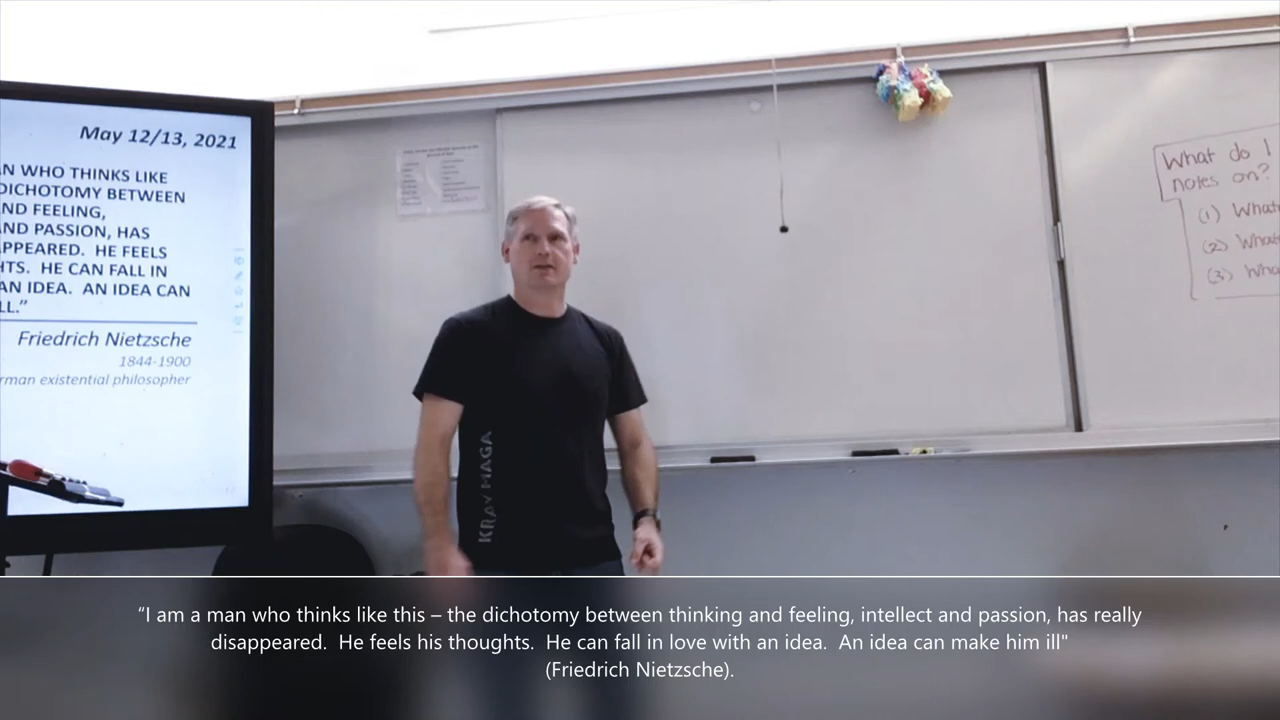 May 12/13, 2021
AN WHO THINKS LIKE
DICHOTOMY BETWEEN
ND FEELING,
ND PASSION, HAS
APPEARED. HE FEELS
HTS. HE CAN FALL IN
AN IDEA. AN IDEA CAN
LL.”
Friedrich Nietzsche
1844-1900
rman existential philosopher
What do I
notes on?
(1) What
(2) What
(3) Wha
KRAV MAGA
“I am a man who thinks like this – the dichotomy between thinking and feeling, intellect and passion, has really
disappeared. He feels his thoughts. He can fall in love with an idea. An idea can make him ill"
(Friedrich Nietzsche).